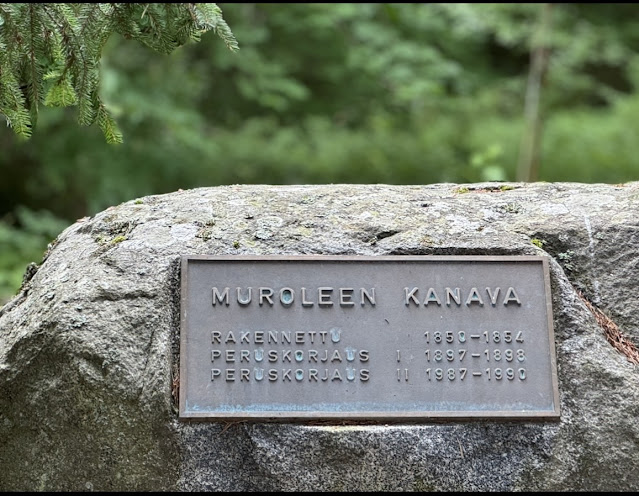 MUROLEEN KANAVA
RAKENNETTU 1850-1854
PERUSKORJAUS I 1897-1898
PERUSKORJAUS II 1987-1990